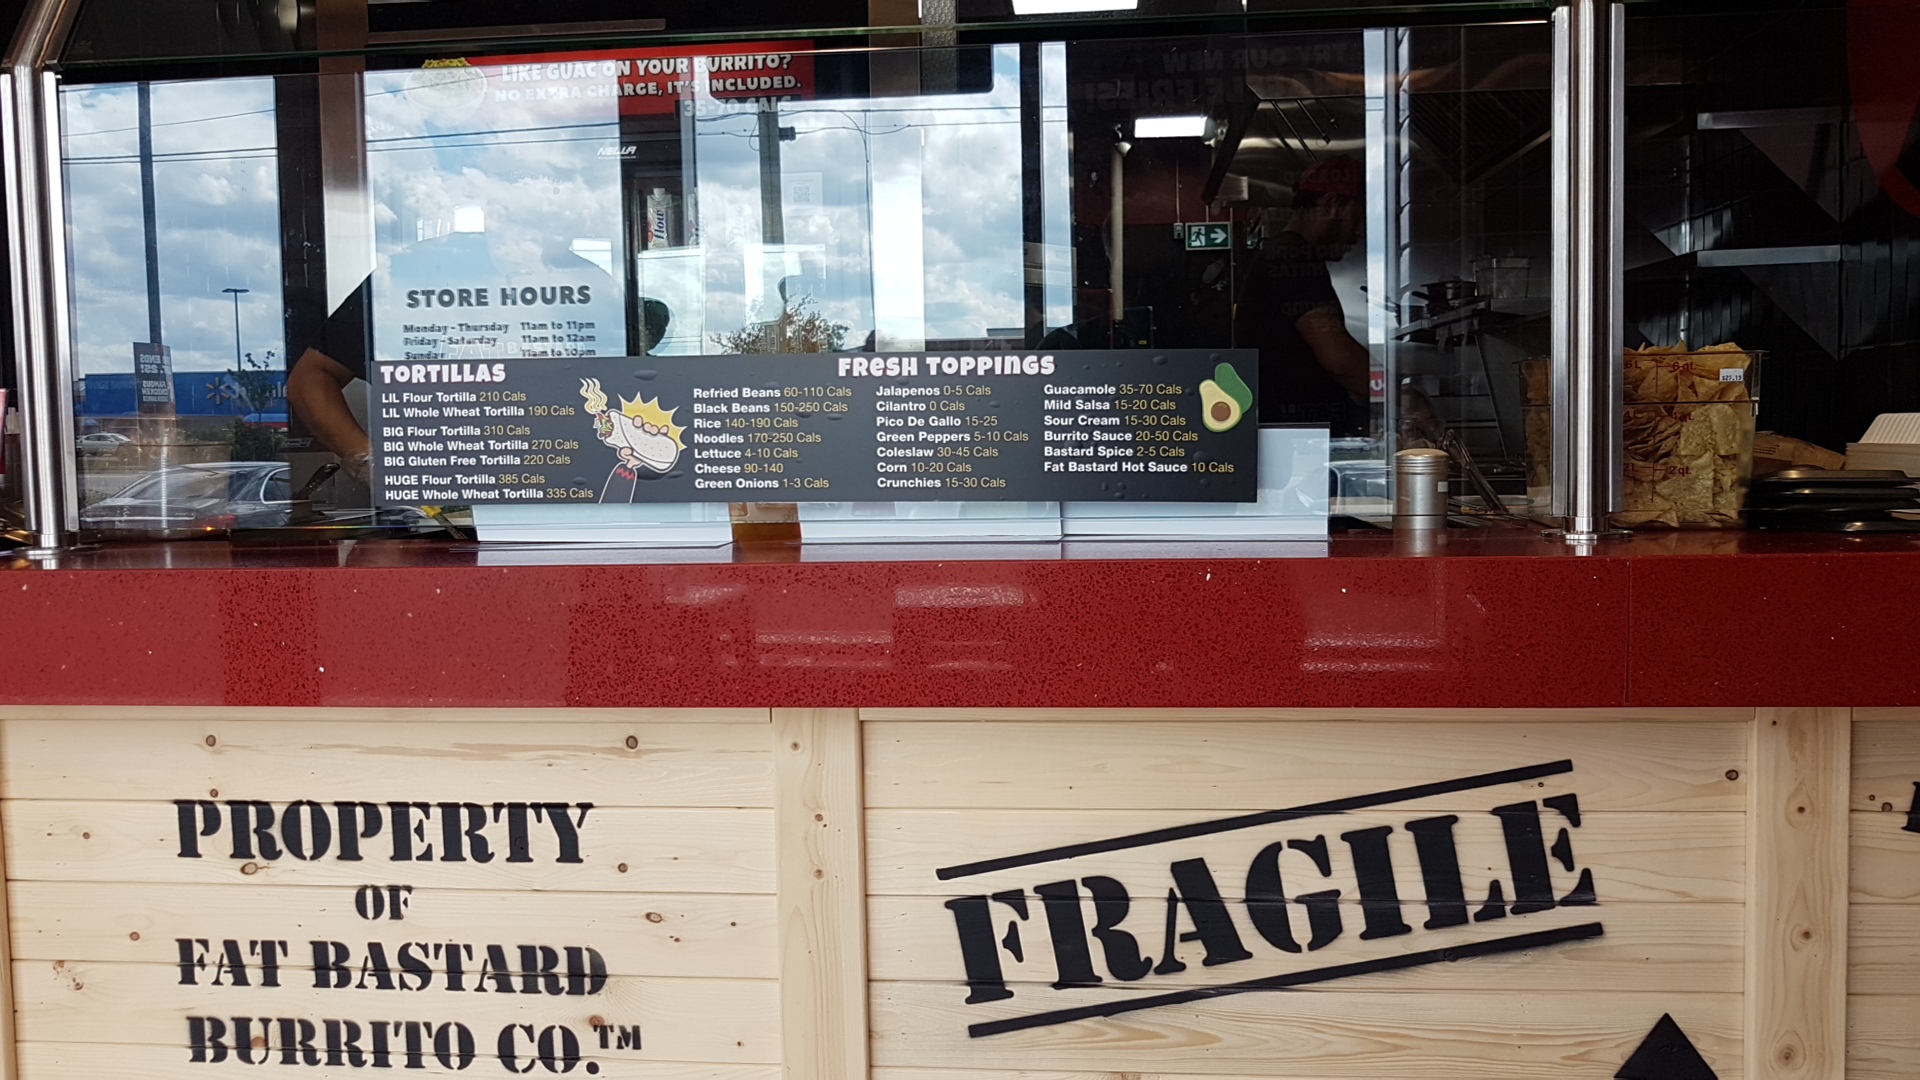 LIKE GUAC ON YOUR BURRITO?
NO EXTRA CHARGE, IT'S INCLUDED.
35-70 CALS
NELLA
TRY OUR NEW
STORE HOURS
Monday - Thursday 11am to 11pm
Friday - Saturday 11am to 12am
Sunday 11am to 10pm
TORTILLAS
LIL Flour Tortilla 210 Cals
LIL Whole Wheat Tortilla 190 Cals
BIG Flour Tortilla 310 Cals
BIG Whole Wheat Tortilla 270 Cals
BIG Gluten Free Tortilla 220 Cals
HUGE Flour Tortilla 385 Cals
HUGE Whole Wheat Tortilla 335 Cals
FRESH TOPPINGS
Refried Beans 60-110 Cals
Black Beans 150-250 Cals
Rice 140-190 Cals
Noodles 170-250 Cals
Lettuce 4-10 Cals
Cheese 90-140
Green Onions 1-3 Cals
Jalapenos 0-5 Cals
Cilantro 0 Cals
Pico De Gallo 15-25
Green Peppers 5-10 Cals
Coleslaw 30-45 Cals
Corn 10-20 Cals
Crunchies 15-30 Cals
Guacamole 35-70 Cals
Mild Salsa 15-20 Cals
Sour Cream 15-30 Cals
Burrito Sauce 20-50 Cals
Bastard Spice 2-5 Cals
Fat Bastard Hot Sauce 10 Cals
PROPERTY
OF
FAT BASTARD
BURRITO CO.™
FRAGILE